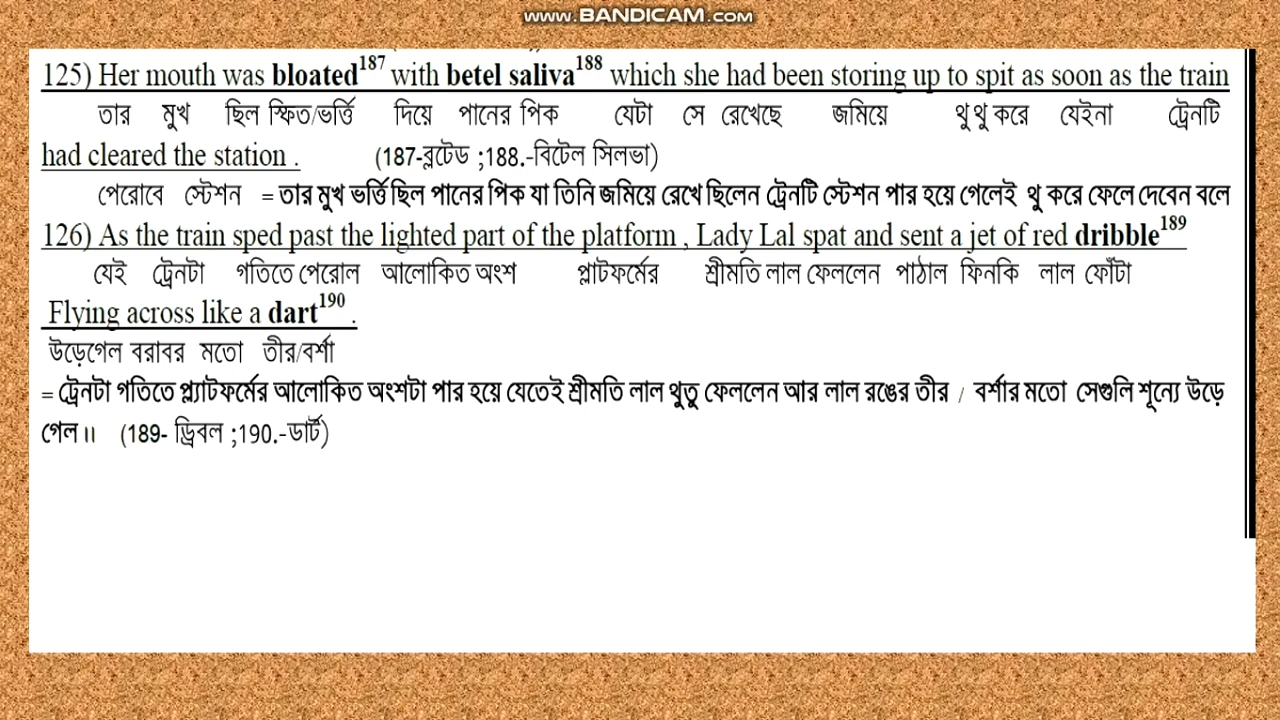 www.BANDICAM.com
125) Her mouth was bloated187 with betel saliva188 which she had been storing up to spit as soon as the train
তার মুখ ছিল স্ফিত/ভর্ত্তি দিয়ে পানের পিক যেটা সে রেখেছে জমিয়ে থুথু করে যেইনা ট্রেনটি
had cleared the station . (187-ব্লটেড ;188.-বিটেল সিলভা)
পেরোবে স্টেশন = তার মুখ ভর্ত্তি ছিল পানের পিক যা তিনি জমিয়ে রেখে ছিলেন ট্রেনটি স্টেশন পার হয়ে গেলেই থু করে ফেলে দেবেন বলে
126) As the train sped past the lighted part of the platform , Lady Lal spat and sent a jet of red dribble189
যেই ট্রেনটা গতিতে পেরোল আলোকিত অংশ প্লাটফর্মের শ্রীমতি লাল ফেললেন পাঠাল ফিনকি লাল ফোঁটা
Flying across like a dart190 .
উড়েগেল বরাবর মতো তীর/বর্শা
= ট্রেনটা গতিতে প্ল্যাটফর্মের আলোকিত অংশটা পার হয়ে যেতেই শ্রীমতি লাল থুতু ফেললেন আর লাল রঙের তীর / বর্শার মতো সেগুলি শূন্যে উড়ে
গেল।। (189- ড্রিবল ;190.-ডার্ট)